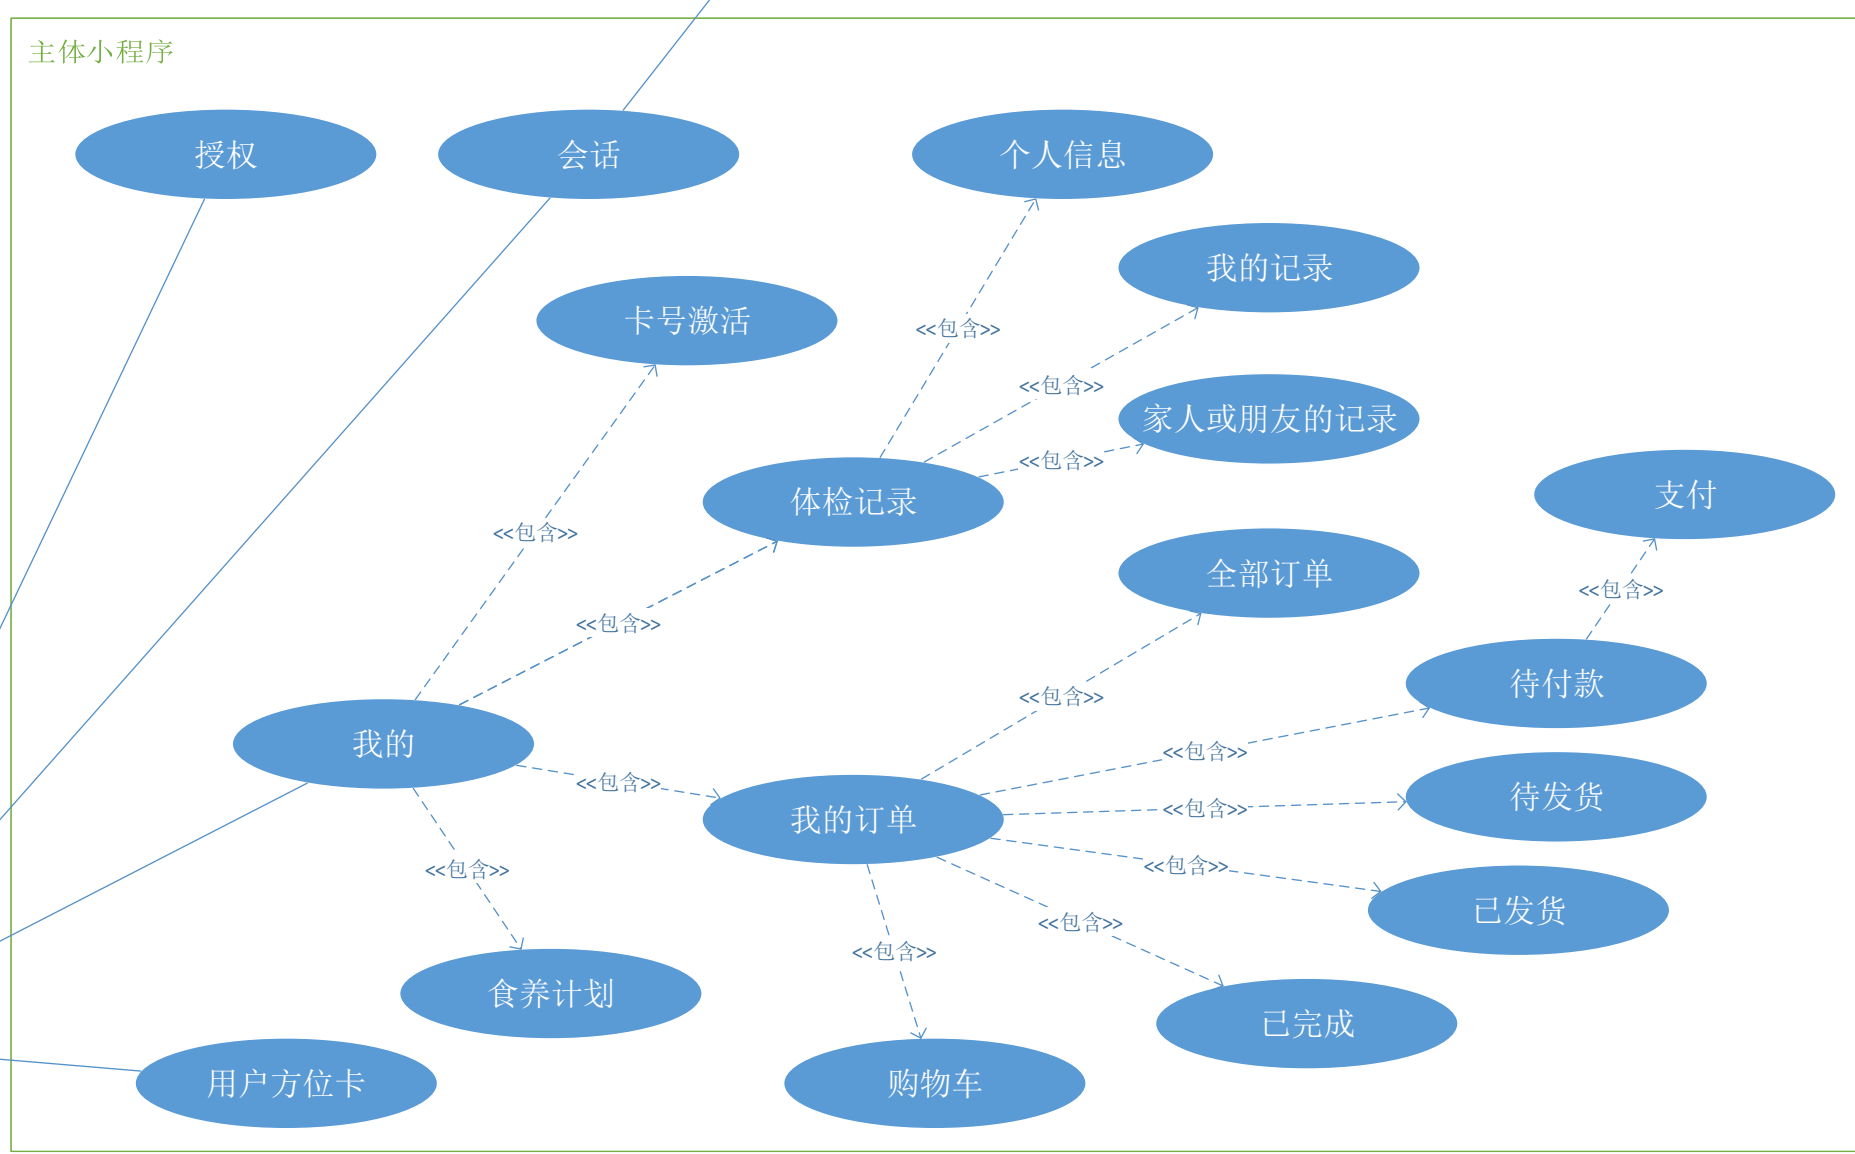 主体小程序
授权
会话
个人信息
我的记录
卡号激活
<<包含>>
<<包含>>
家人或朋友的记录
<<包含>>
体检记录
支付
<<包含>>
全部订单
<<包含>>
<<包含>>
待付款
<<包含>>
我的
<<包含>>
<<包含>>
待发货
<<包含>>
我的订单
<<包含>>
<<包含>>
已发货
<<包含>>
<<包含>>
食养计划
已完成
用户方位卡
购物车